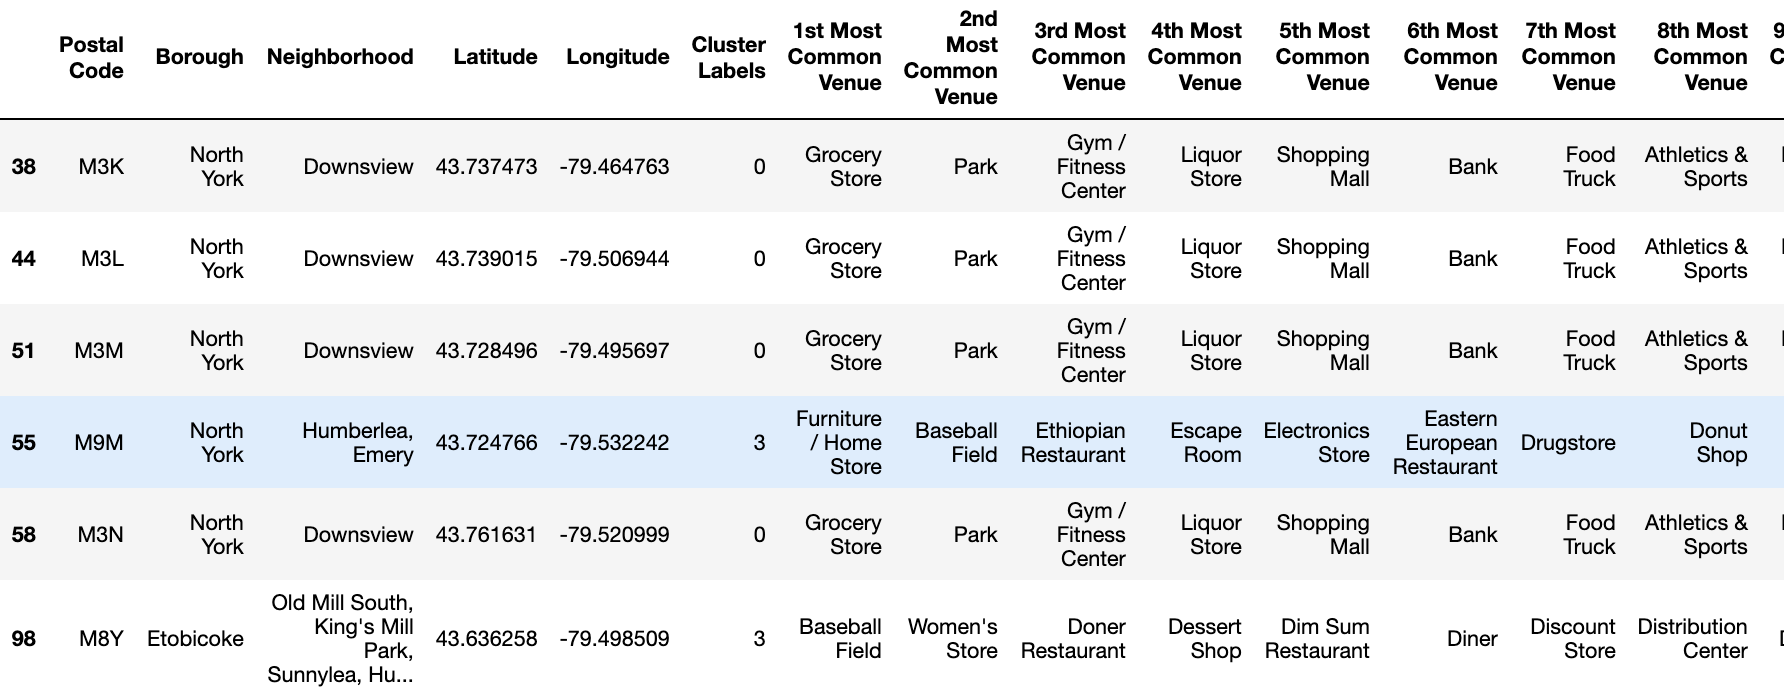 Postal Code Borough Neighborhood Latitude Longitude Cluster Labels 1st Most Common Venue 2nd Most Common Venue 3rd Most Common Venue 4th Most Common Venue 5th Most Common Venue 6th Most Common Venue 7th Most Common Venue 8th Most Common Venue
38 M3K North York Downsview 43.737473 -79.464763 0 Grocery Store Park Gym / Fitness Center Liquor Store Shopping Mall Bank Food Truck Athletics & Sports
44 M3L North York Downsview 43.739015 -79.506944 0 Grocery Store Park Gym / Fitness Center Liquor Store Shopping Mall Bank Food Truck Athletics & Sports
51 M3M North York Downsview 43.728496 -79.495697 0 Grocery Store Park Gym / Fitness Center Liquor Store Shopping Mall Bank Food Truck Athletics & Sports
55 M9M North York Humberlea, Emery 43.724766 -79.532242 3 Furniture / Home Store Baseball Field Ethiopian Restaurant Escape Room Electronics Store Eastern European Restaurant Drugstore Donut Shop
58 M3N North York Downsview 43.761631 -79.520999 0 Grocery Store Park Gym / Fitness Center Liquor Store Shopping Mall Bank Food Truck Athletics & Sports
98 M8Y Etobicoke Old Mill South, King's Mill Park, Sunnylea, Hu... 43.636258 -79.498509 3 Baseball Field Women's Store Doner Restaurant Dessert Shop Dim Sum Restaurant Diner Discount Store Distribution Center